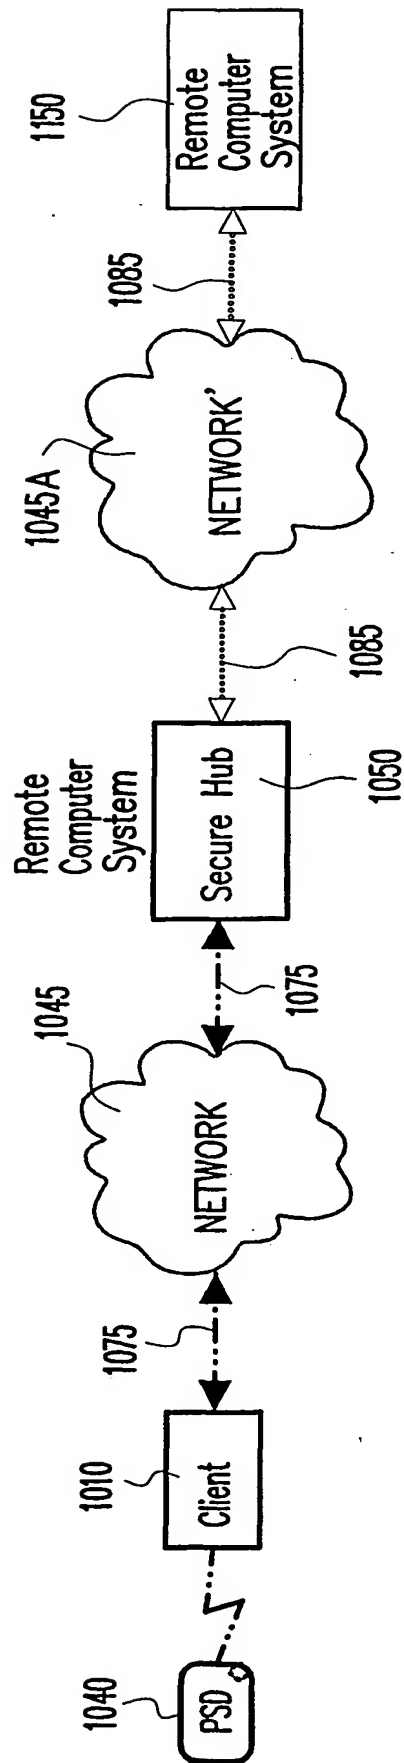 1040
PSD
1010
Client
1075
1045
NETWORK
1075
Remote
Computer
System
Secure Hub
1050
1085
1045A
NETWORK'
1085
1150
Remote
Computer
System